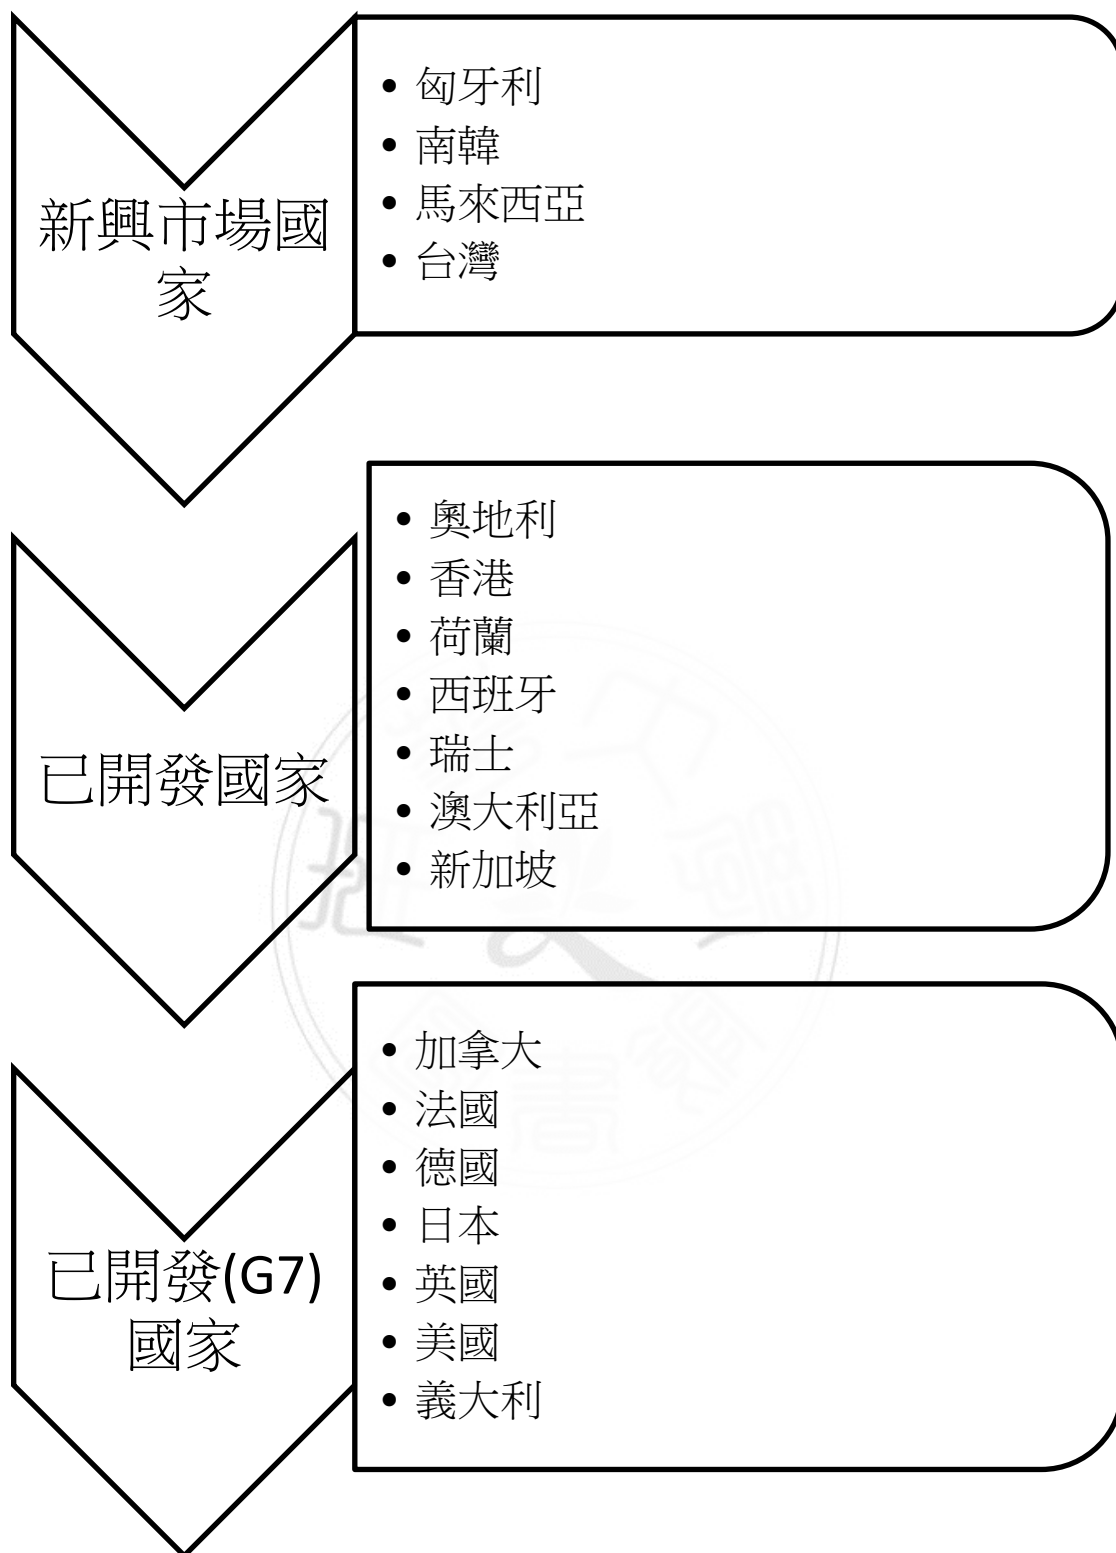 新興市場國
家
• 匈牙利
• 南韓
• 馬來西亞
• 台灣
已開發國家
• 奧地利
• 香港
• 荷蘭
• 西班牙
• 瑞士
• 澳大利亞
• 新加坡
已開發(G7)
國家
• 加拿大
• 法國
• 德國
• 日本
• 英國
• 美國
• 義大利